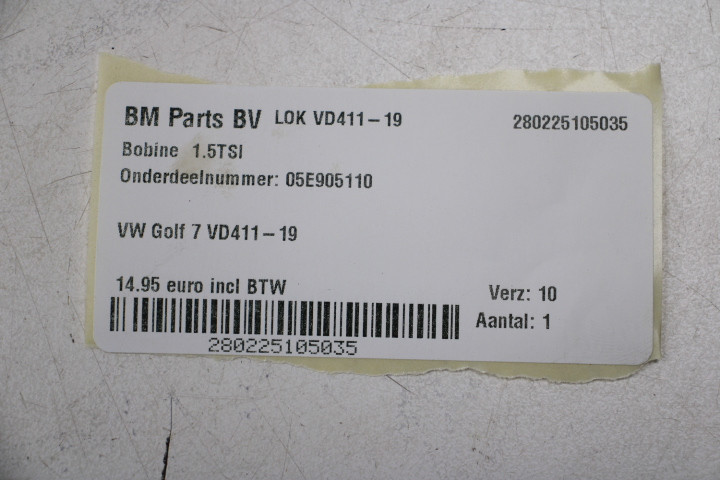 BM Parts BV LOK VD411-19 280225105035
Bobine 1.5TSI
Onderdeelnummer: 05E905110
VW Golf 7 VD411-19
14.95 euro incl BTW Verz: 10
Aantal: 1
280225105035